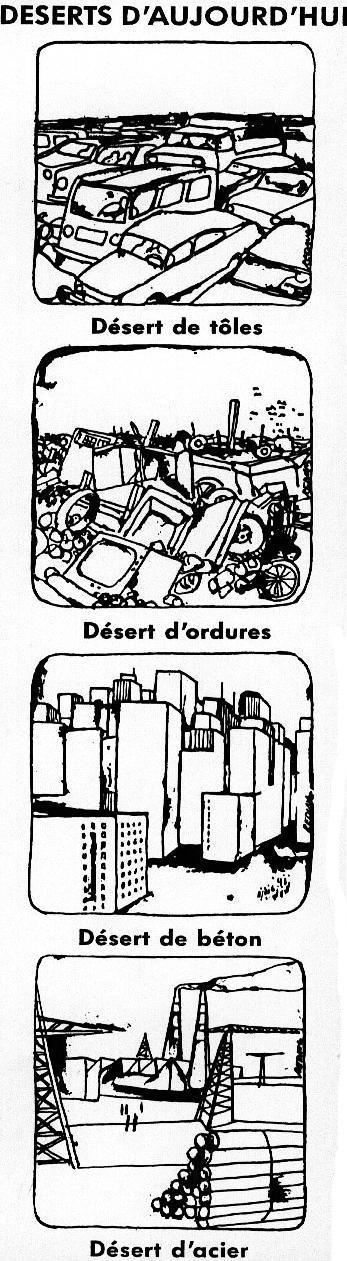 DESERTS D'AUJOURD'HUI
Désert de tôles
Désert d'ordures
Désert de béton
Désert d'acier